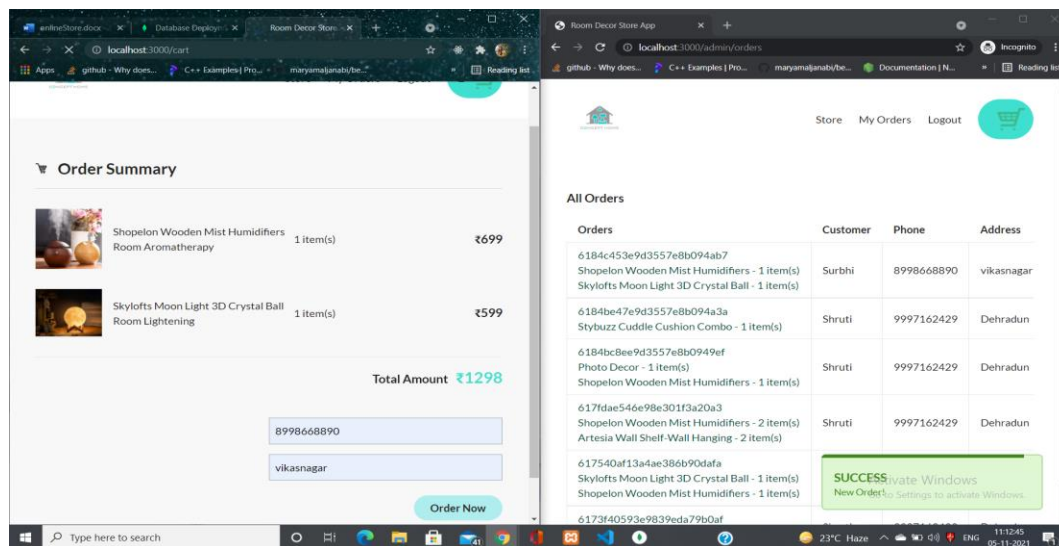 onlineStore.docx
Database Deployn
Room Decor Store
localhost:3000/cart
Apps
github - Why does...
C++ Examples | Pro...
maryamaljanabi/be...
Reading list
Order Summary
Shopelon Wooden Mist Humidifiers
Room Aromatherapy
1 item(s)
₹699
Skylofts Moon Light 3D Crystal Ball
Room Lightening
1 item(s)
₹599
Total Amount ₹1298
8998668890
vikasnagar
Order Now
Room Decor Store App
localhost:3000/admin/orders
Incognito
github - Why does...
C++ Examples | Pro...
maryamaljanabi/be...
Documentation | N...
Reading lis
Store My Orders Logout
All Orders
Orders Customer Phone Address
6184c453e9d3557e8b094ab7
Shopelon Wooden Mist Humidifiers - 1 item(s)
Skylofts Moon Light 3D Crystal Ball - 1 item(s)
Surbhi 8998668890 vikasnagar
6184be47e9d3557e8b094a3a
Stybuzz Cuddle Cushion Combo - 1 item(s)
Shruti 9997162429 Dehradun
6184bc8ee9d3557e8b0949ef
Photo Decor - 1 item(s)
Shopelon Wooden Mist Humidifiers - 1 item(s)
Shruti 9997162429 Dehradun
617fdae546e98e301f3a20a3
Shopelon Wooden Mist Humidifiers - 2 item(s)
Artesia Wall Shelf-Wall Hanging - 2 item(s)
Shruti 9997162429 Dehradun
617540af13a4ae386b90dafa
Skylofts Moon Light 3D Crystal Ball - 1 item(s)
Shopelon Wooden Mist Humidifiers - 1 item(s)
6173f40593e9839eda79b0af
SUCCESS
New Order!
Activate Windows
Go to Settings to activate Windows.
Type here to search
41
23°C Haze
ENG
11:12:45
05-11-2021